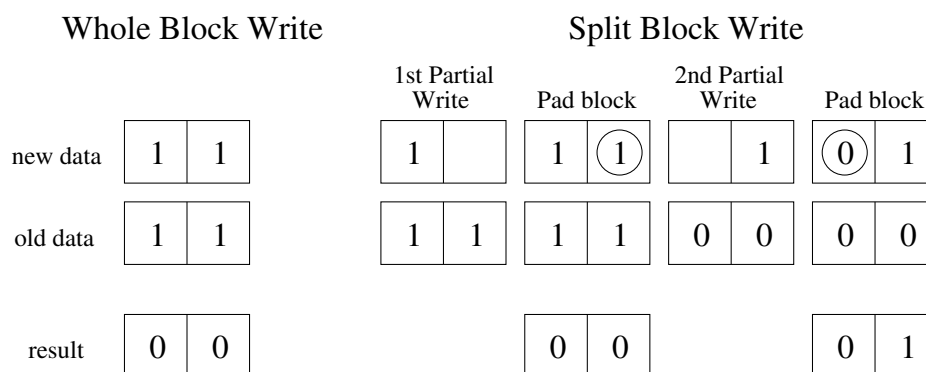 Whole Block Write Split Block Write
1st Partial 2nd Partial
Write Pad block Write Pad block
new data 1 1 1 1 1 1 0 1
old data 1 1 1 1 1 1 0 0 0 0
result 0 0 0 0 0 1